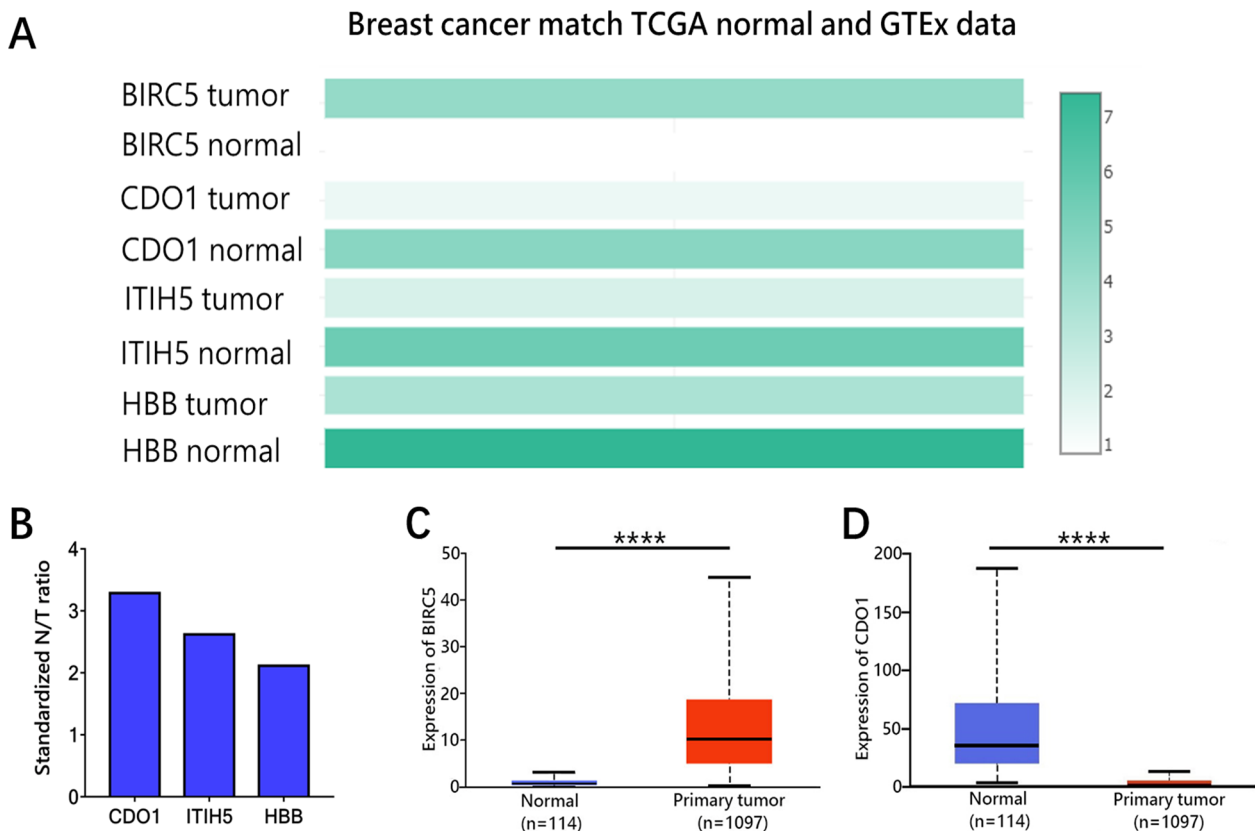 A
Breast cancer match TCGA normal and GTEx data
BIRC5 tumor
BIRC5 normal
CDO1 tumor
CDO1 normal
ITIH5 tumor
ITIH5 normal
HBB tumor
HBB normal
7
6
5
4
3
2
1
B
Standardized N/T ratio
4
3
2
1
0
CDO1 ITIH5 HBB
C
****
Expression of BIRC5
50
40
30
20
10
0
Normal Primary tumor
(n=114) (n=1097)
D
****
Expression of CDO1
200
150
100
50
0
Normal Primary tumor
(n=114) (n=1097)